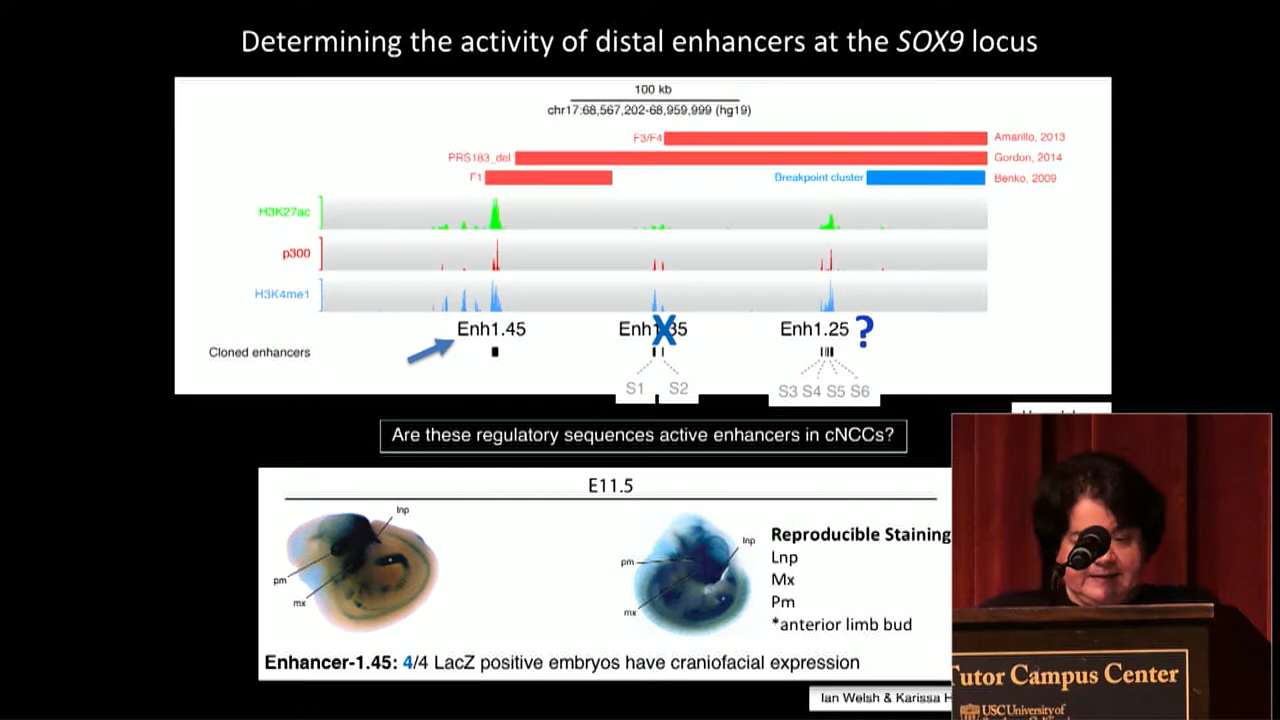 Determining the activity of distal enhancers at the SOX9 locus
100 kb
chr17:68,567,202-68,959,999 (hg19)
F3/F4
Amarillo, 2013
PRS183_del
Gordon, 2014
F1
Breakpoint cluster
Benko, 2009
H3K27ac
p300
H3K4me1
Enh1.45
Enh1.35
X
Enh1.25 ?
Cloned enhancers
S1 S2
S3 S4 S5 S6
Are these regulatory sequences active enhancers in cNCCs?
E11.5
lnp
pm
mx
lnp
pm
mx
Reproducible Staining
Lnp
Mx
Pm
*anterior limb bud
Enhancer-1.45: 4/4 LacZ positive embryos have craniofacial expression
Ian Welsh & Karissa H
Tutor Campus Center
USC University of